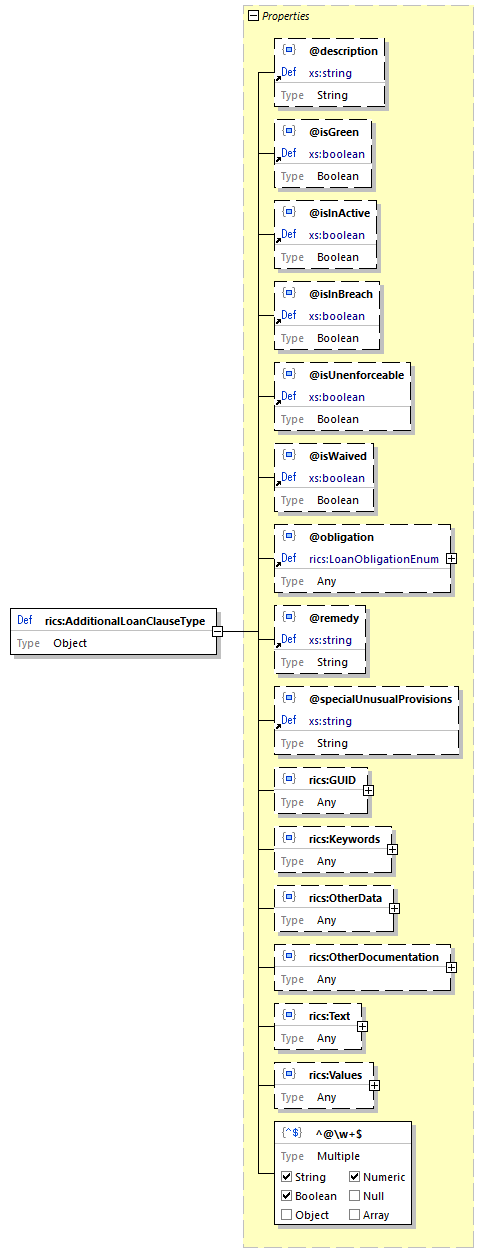 Properties
@description
Def xs:string
Type String
@isGreen
Def xs:boolean
Type Boolean
@isInActive
Def xs:boolean
Type Boolean
@isInBreach
Def xs:boolean
Type Boolean
@isUnenforceable
Def xs:boolean
Type Boolean
@isWaived
Def xs:boolean
Type Boolean
@obligation
Def rics:LoanObligationEnum
Type Any
Def rics:AdditionalLoanClauseType
Type Object
@remedy
Def xs:string
Type String
@specialUnusualProvisions
Def xs:string
Type String
rics:GUID
Type Any
rics:Keywords
Type Any
rics:OtherData
Type Any
rics:OtherDocumentation
Type Any
rics:Text
Type Any
rics:Values
Type Any
{^$} ^@\w+$
Type Multiple
String Numeric
Boolean Null
Object Array